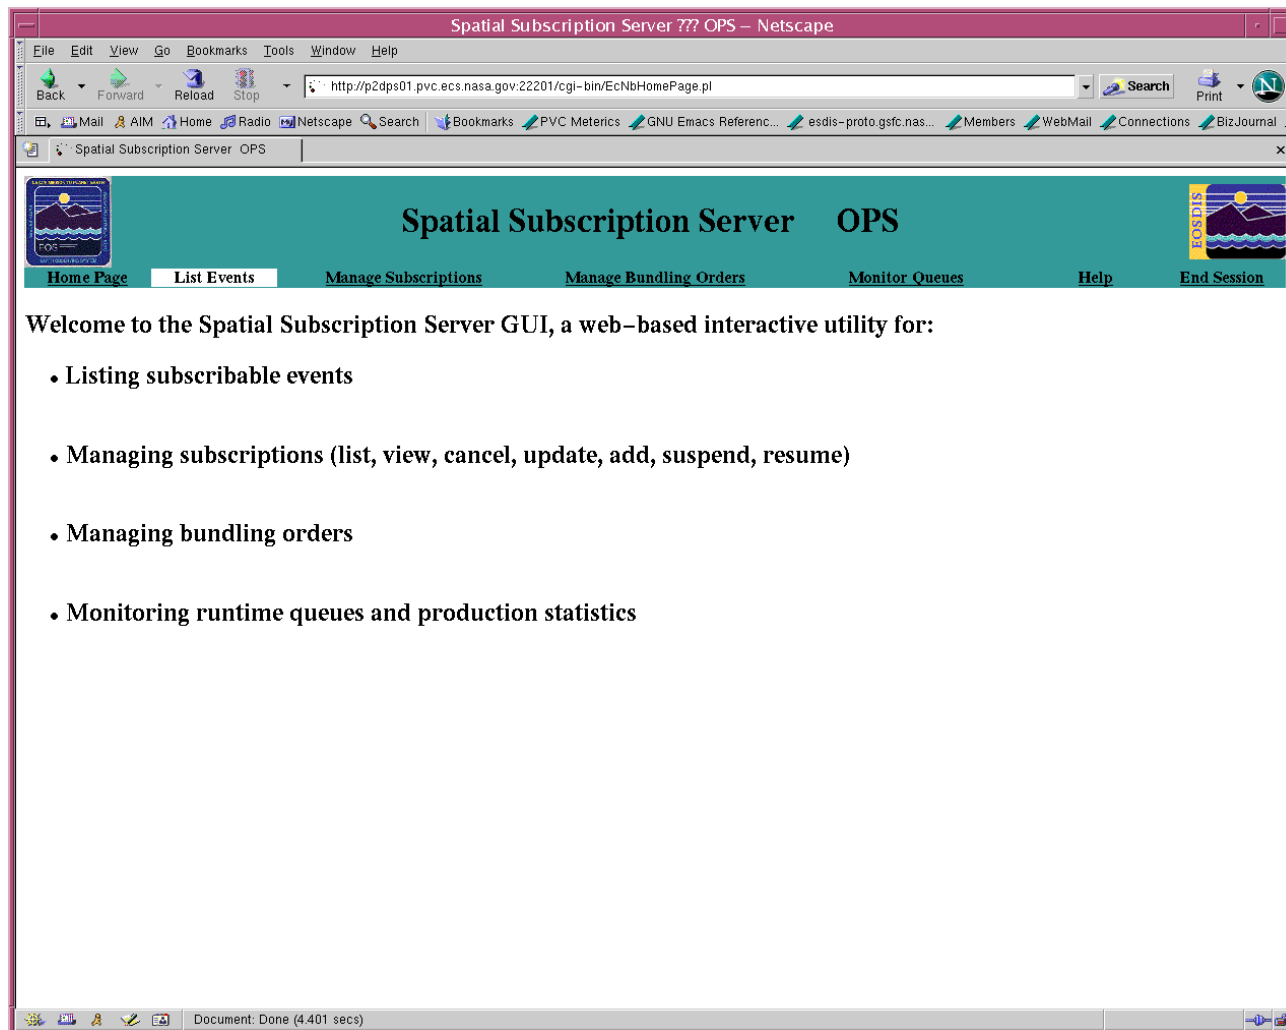 Spatial Subscription Server ??? OPS – Netscape
File Edit View Go Bookmarks Tools Window Help
Back Forward Reload Stop http://p2dps01.pvc.ecs.nasa.gov:22201/cgi-bin/EcNbHomePage.pl Search Print N
Mail AIM Home Radio Netscape Search Bookmarks PVC Meterics GNU Emacs Referenc... esdis-proto.gsfc.nas... Members WebMail Connections BizJournal
Spatial Subscription Server OPS
EOS
Spatial Subscription Server OPS
EOSDIS
Home Page List Events Manage Subscriptions Manage Bundling Orders Monitor Queues Help End Session
Welcome to the Spatial Subscription Server GUI, a web-based interactive utility for:
• Listing subscribable events
• Managing subscriptions (list, view, cancel, update, add, suspend, resume)
• Managing bundling orders
• Monitoring runtime queues and production statistics
Document: Done (4.401 secs)